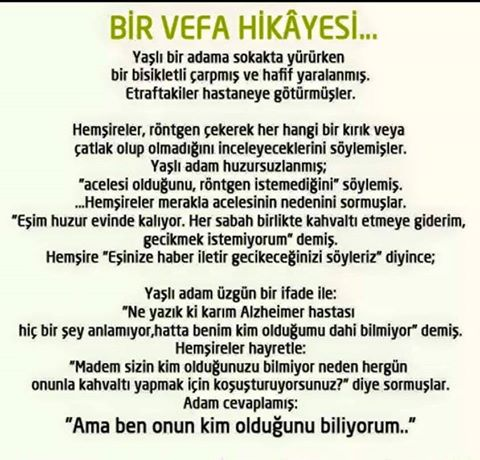 BİR VEFA HİKÂYESİ...
Yaşlı bir adama sokakta yürürken
bir bisikletli çarpmış ve hafif yaralanmış.
Etraftakiler hastaneye götürmüşler.
Hemşireler, röntgen çekerek her hangi bir kırık veya
çatlak olup olmadığını inceleyeceklerini söylemişler.
Yaşlı adam huzursuzlanmış;
"acelesi olduğunu, röntgen istemediğini" söylemiş.
...Hemşireler merakla acelesinin nedenini sormuşlar.
"Eşim huzur evinde kalıyor. Her sabah birlikte kahvaltı etmeye giderim,
gecikmek istemiyorum" demiş.
Hemşire "Eşinize haber iletir gecikeceğinizi söyleriz" diyince;
Yaşlı adam üzgün bir ifade ile:
"Ne yazık ki karım Alzheimer hastası
hiç bir şey anlamıyor,hatta benim kim olduğumu dahi bilmiyor" demiş.
Hemşireler hayretle:
"Madem sizin kim olduğunuzu bilmiyor neden hergün
onunla kahvaltı yapmak için koşuşturuyorsunuz?" diye sormuşlar.
Adam cevaplamış:
"Ama ben onun kim olduğunu biliyorum.."